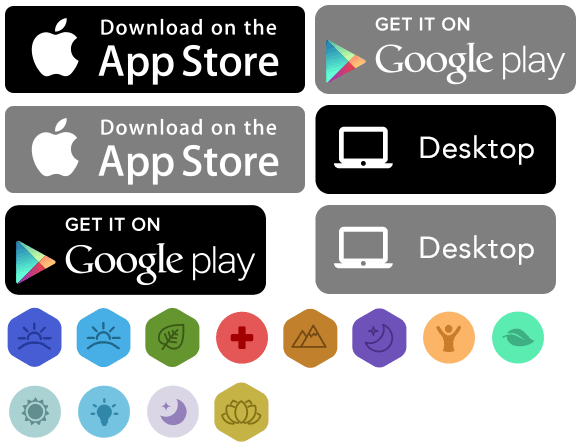 Download on the
App Store
GET IT ON
Google play
Download on the
App Store
Desktop
GET IT ON
Google play
Desktop